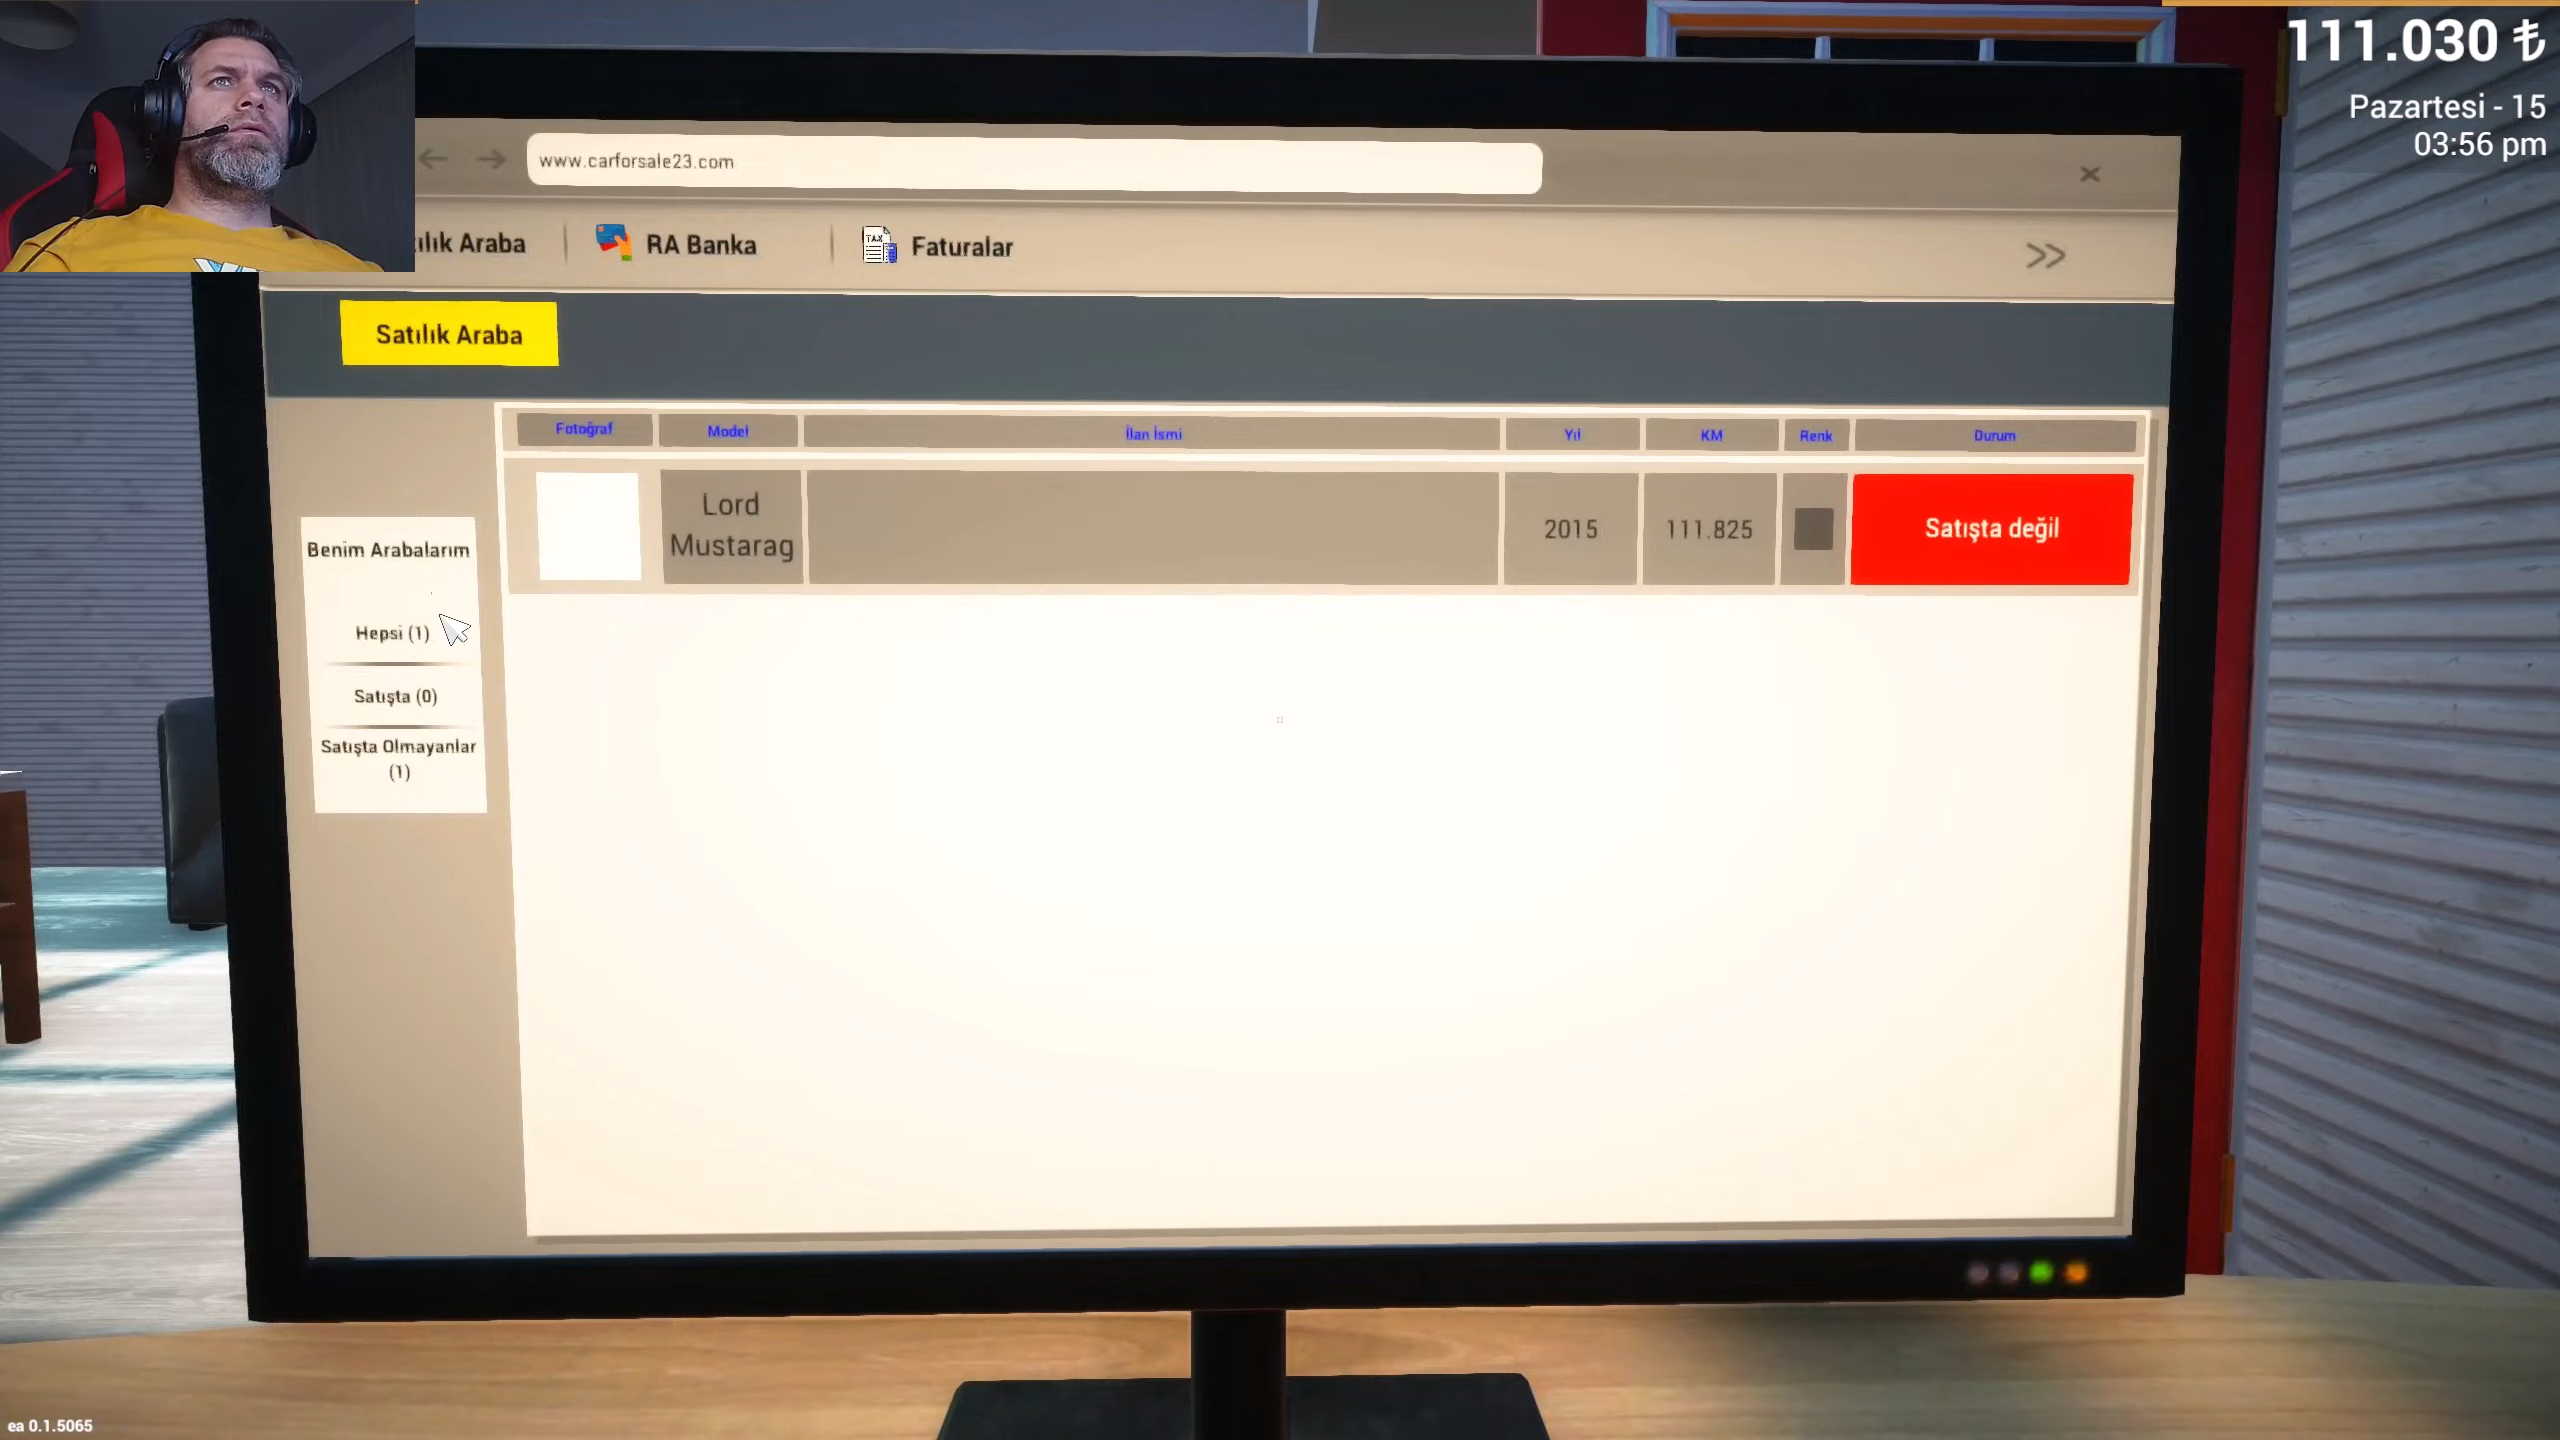 111.030 ₺
Pazartesi - 15
03:56 pm
www.carforsale23.com
ılık Araba
RA Banka
TAX
Faturalar
>>
Satılık Araba
Fotoğraf
Model
İlan İsmi
Yıl
KM
Renk
Durum
Lord
Mustarag
2015
111.825
Satışta değil
Benim Arabalarım
Hepsi (1)
Satışta (0)
Satışta Olmayanlar
(1)
ea 0.1.5065